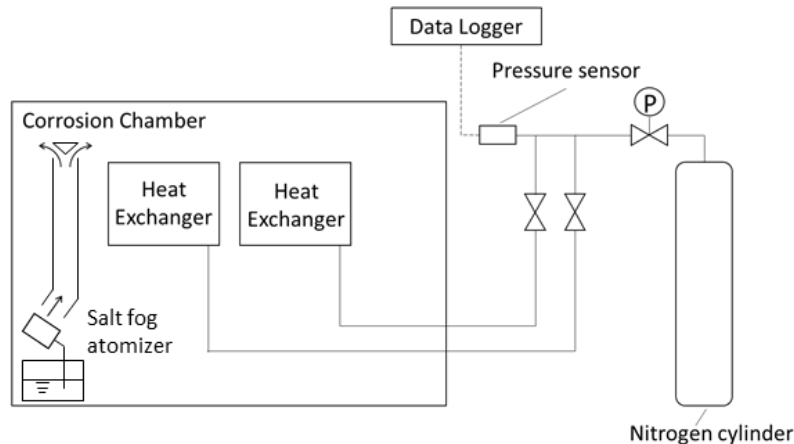 Data Logger
Pressure sensor
P
Corrosion Chamber
Heat
Exchanger
Heat
Exchanger
Salt fog
atomizer
Nitrogen cylinder